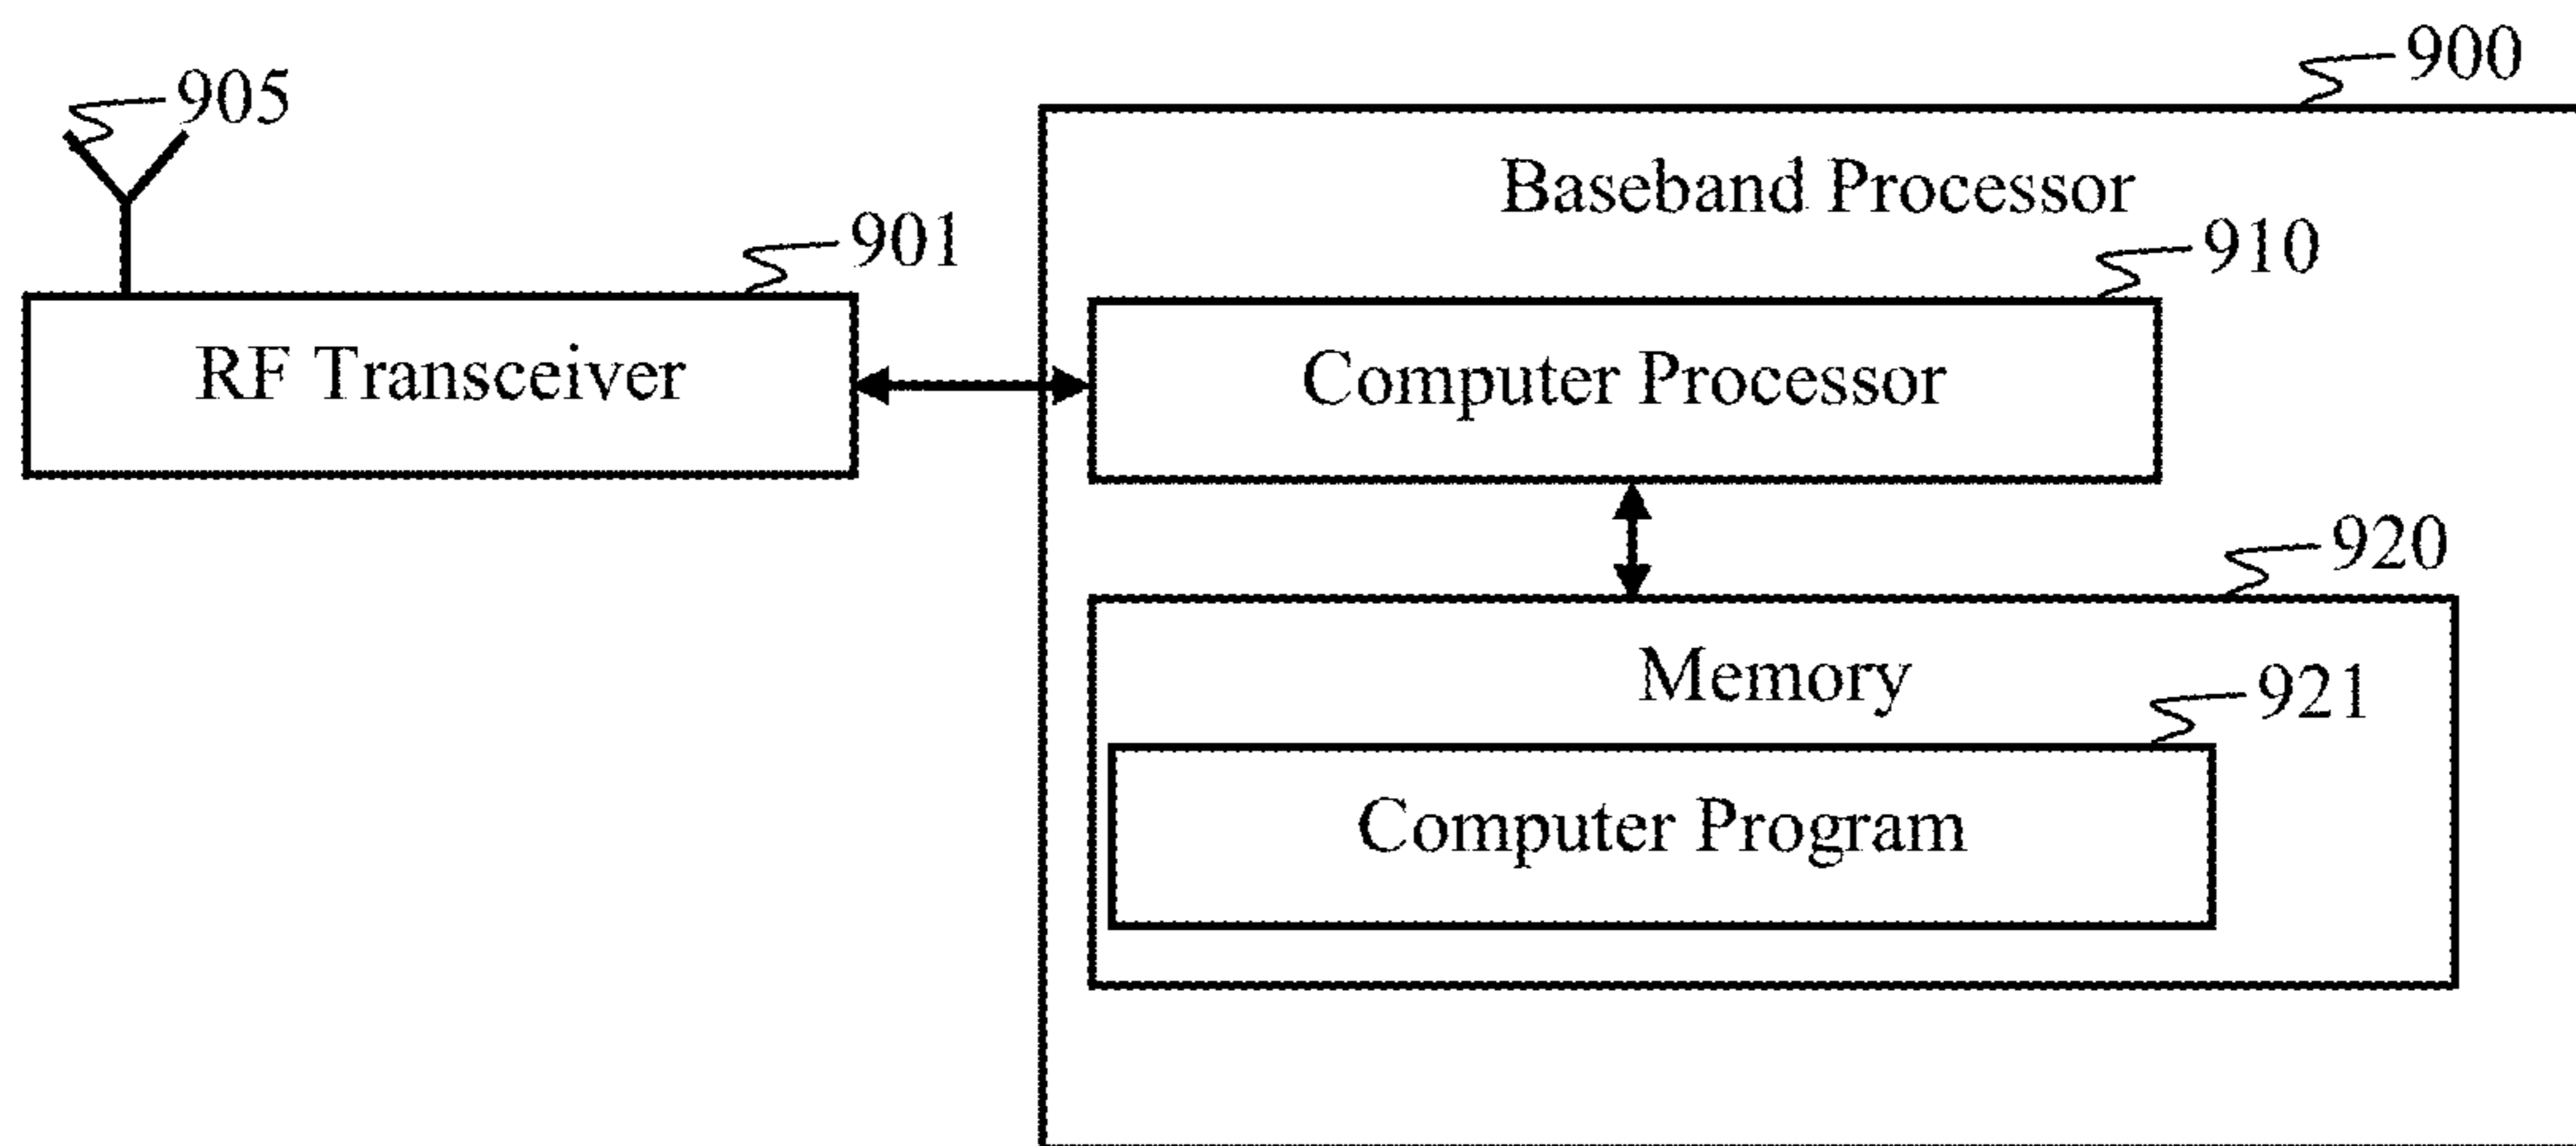 900
905
Baseband Processor
901
910
RF Transceiver
Computer Processor
920
Memory
921
Computer Program